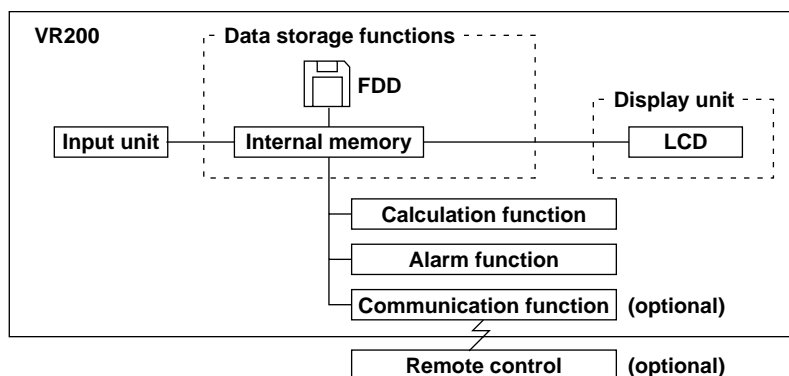 VR200
Data storage functions
FDD
Display unit
Input unit
Internal memory
LCD
Calculation function
Alarm function
Communication function (optional)
Remote control (optional)